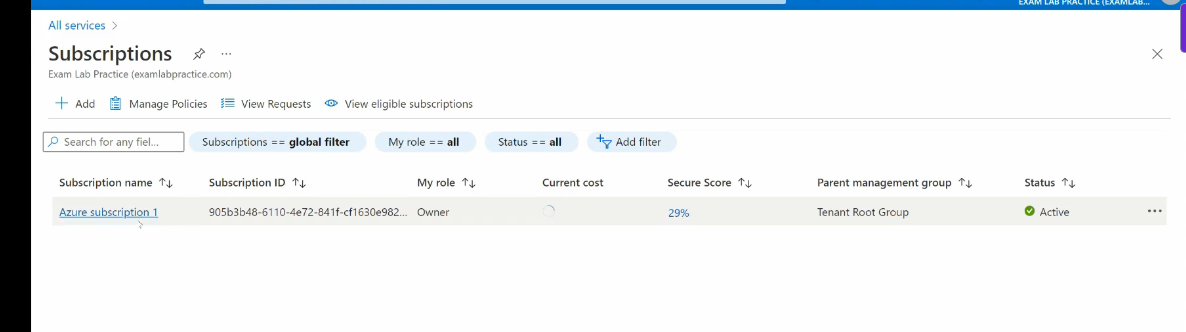 EXAM LAB PRACTICE (EXAMLAB...
All services >
Subscriptions ...
Exam Lab Practice (examlabpractice.com)
+ Add Manage Policies View Requests View eligible subscriptions
Search for any fiel... Subscriptions == global filter My role == all Status == all Add filter
Subscription name ↑↓ Subscription ID ↑↓ My role ↑↓ Current cost Secure Score ↑↓ Parent management group ↑↓ Status ↑↓
Azure subscription 1 905b3b48-6110-4e72-841f-cf1630e982... Owner 29% Tenant Root Group Active ...